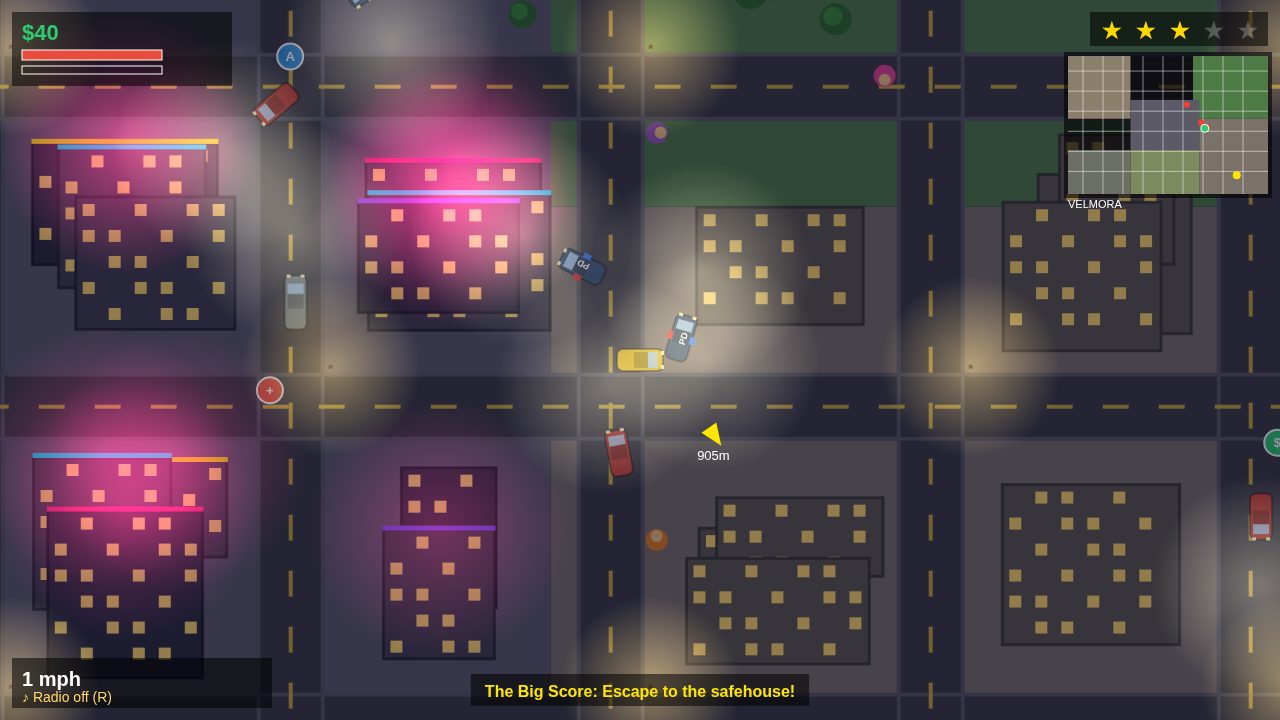 $40
A
VELMORA
PD
PD
+
905m
$
1 mph
♪ Radio off (R)
The Big Score: Escape to the safehouse!